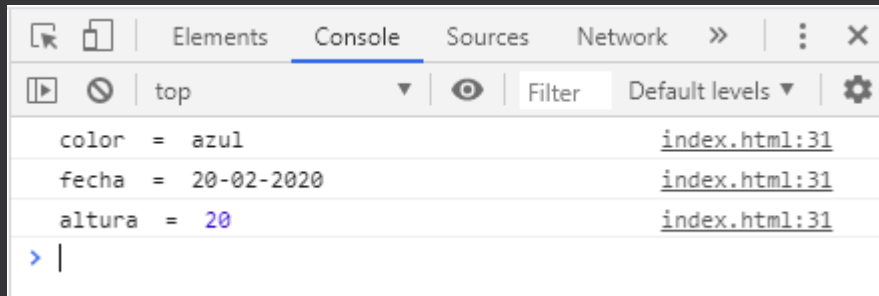 Elements Console Sources Network »
top Filter Default levels
color = azul index.html:31
fecha = 20-02-2020 index.html:31
altura = 20 index.html:31
>